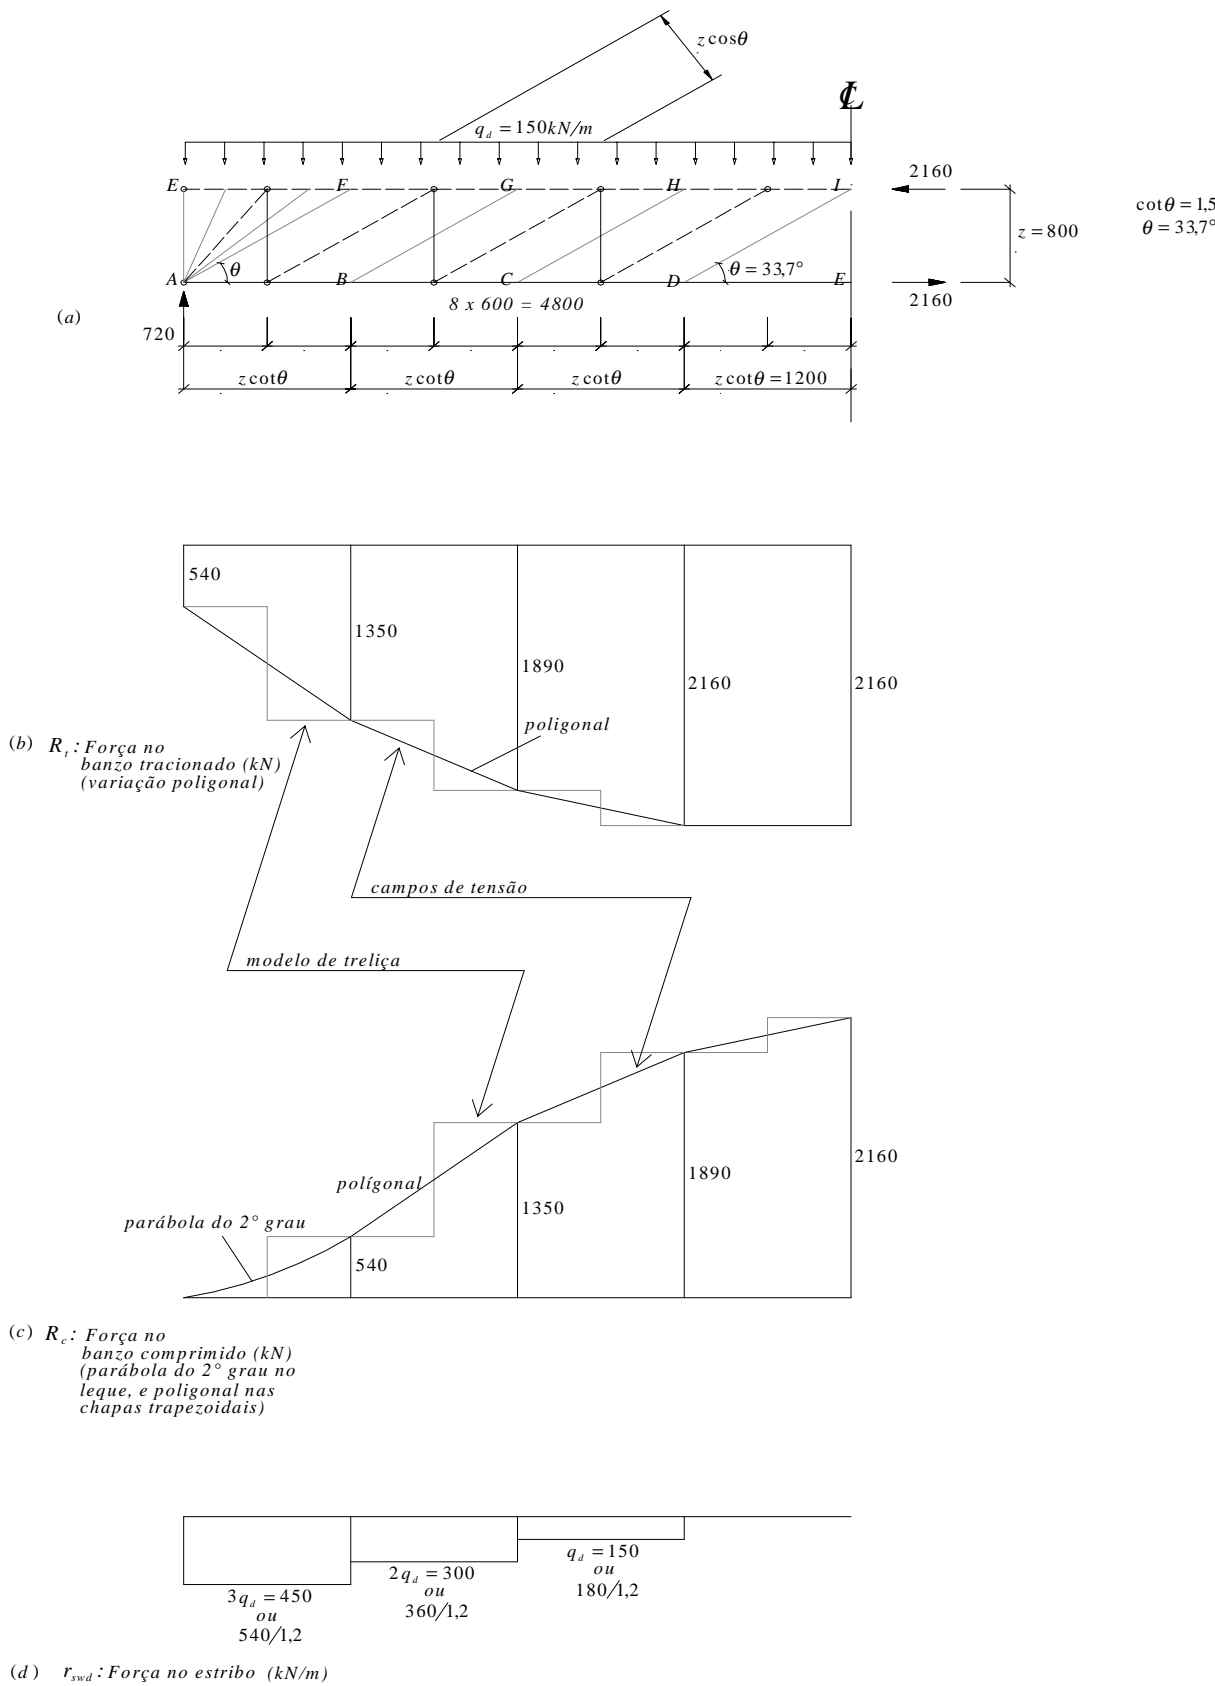 z cosθ
℄
q_d = 150kN/m
E F G H I
2160
cotθ = 1,5
θ = 33,7°
z = 800
A θ B C D θ = 33,7° E
2160
8 x 600 = 4800
(a)
720
z cotθ z cotθ z cotθ z cotθ = 1200
540
1350
1890
2160
2160
poligonal
(b) R_t : Força no
banzo tracionado (kN)
(variação poligonal)
campos de tensão
modelo de treliça
polígonal
parábola do 2° grau
540
1350
1890
2160
(c) R_c : Força no
banzo comprimido (kN)
(parábola do 2° grau no
leque, e poligonal nas
chapas trapezoidais)
3q_d = 450
ou
540/1,2
2q_d = 300
ou
360/1,2
q_d = 150
ou
180/1,2
(d) r_swd : Força no estribo (kN/m)